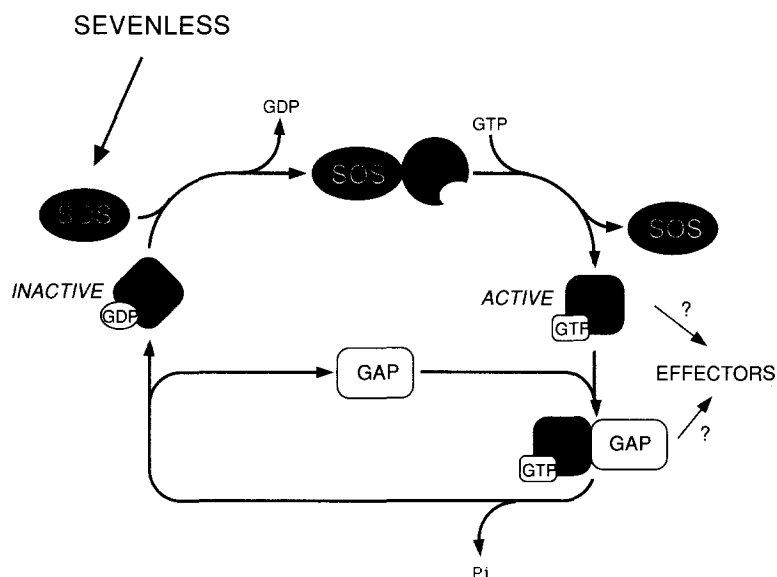 SEVENLESS
GDP
GTP
SOS
SOS
SOS
INACTIVE
GDP
ACTIVE
GTP
?
GAP
EFFECTORS
?
GAP
GTP
Pi